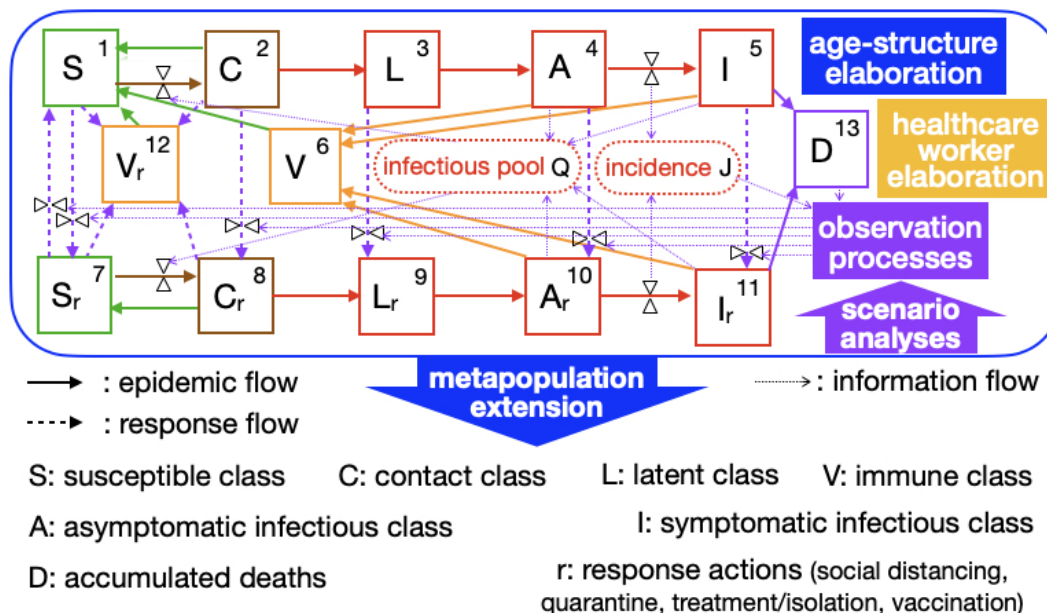 S 1
C 2
L 3
A 4
I 5
age-structure
elaboration
Vr 12
V 6
infectious pool Q
incidence J
D 13
healthcare
worker
elaboration
observation
processes
Sr 7
Cr 8
Lr 9
Ar 10
Ir 11
scenario
analyses
: epidemic flow
metapopulation
extension
: information flow
: response flow
S: susceptible class C: contact class L: latent class V: immune class
A: asymptomatic infectious class I: symptomatic infectious class
D: accumulated deaths r: response actions (social distancing,
quarantine, treatment/isolation, vaccination)